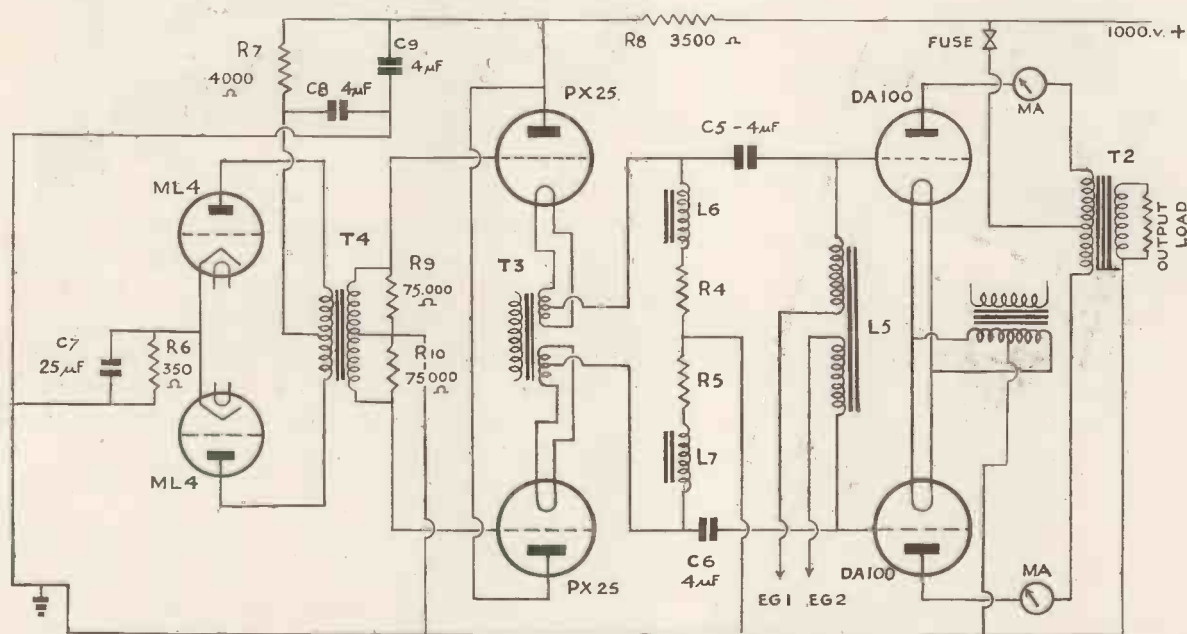 R7
4000
Ω
C9
4μF
C8 4μF
R8 3500 Ω
FUSE
1000.v. +
PX25
DA100
MA
C5 - 4μF
T2
ML4
L6
OUTPUT
LOAD
T4
T3
R9
75.000
Ω
R4
L5
C7
25μF
R6
350
Ω
R10
75000
Ω
R5
L7
ML4
C6
4μF
PX25
EG1 EG2
DA100
MA